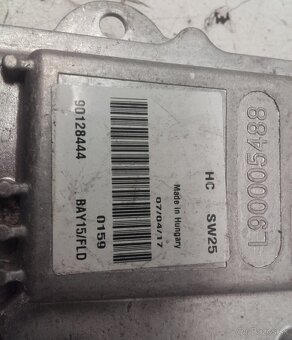 HC SW25
Made in Hungary
07/04/17
0159
90128444 BAY15/FLD
L90005488